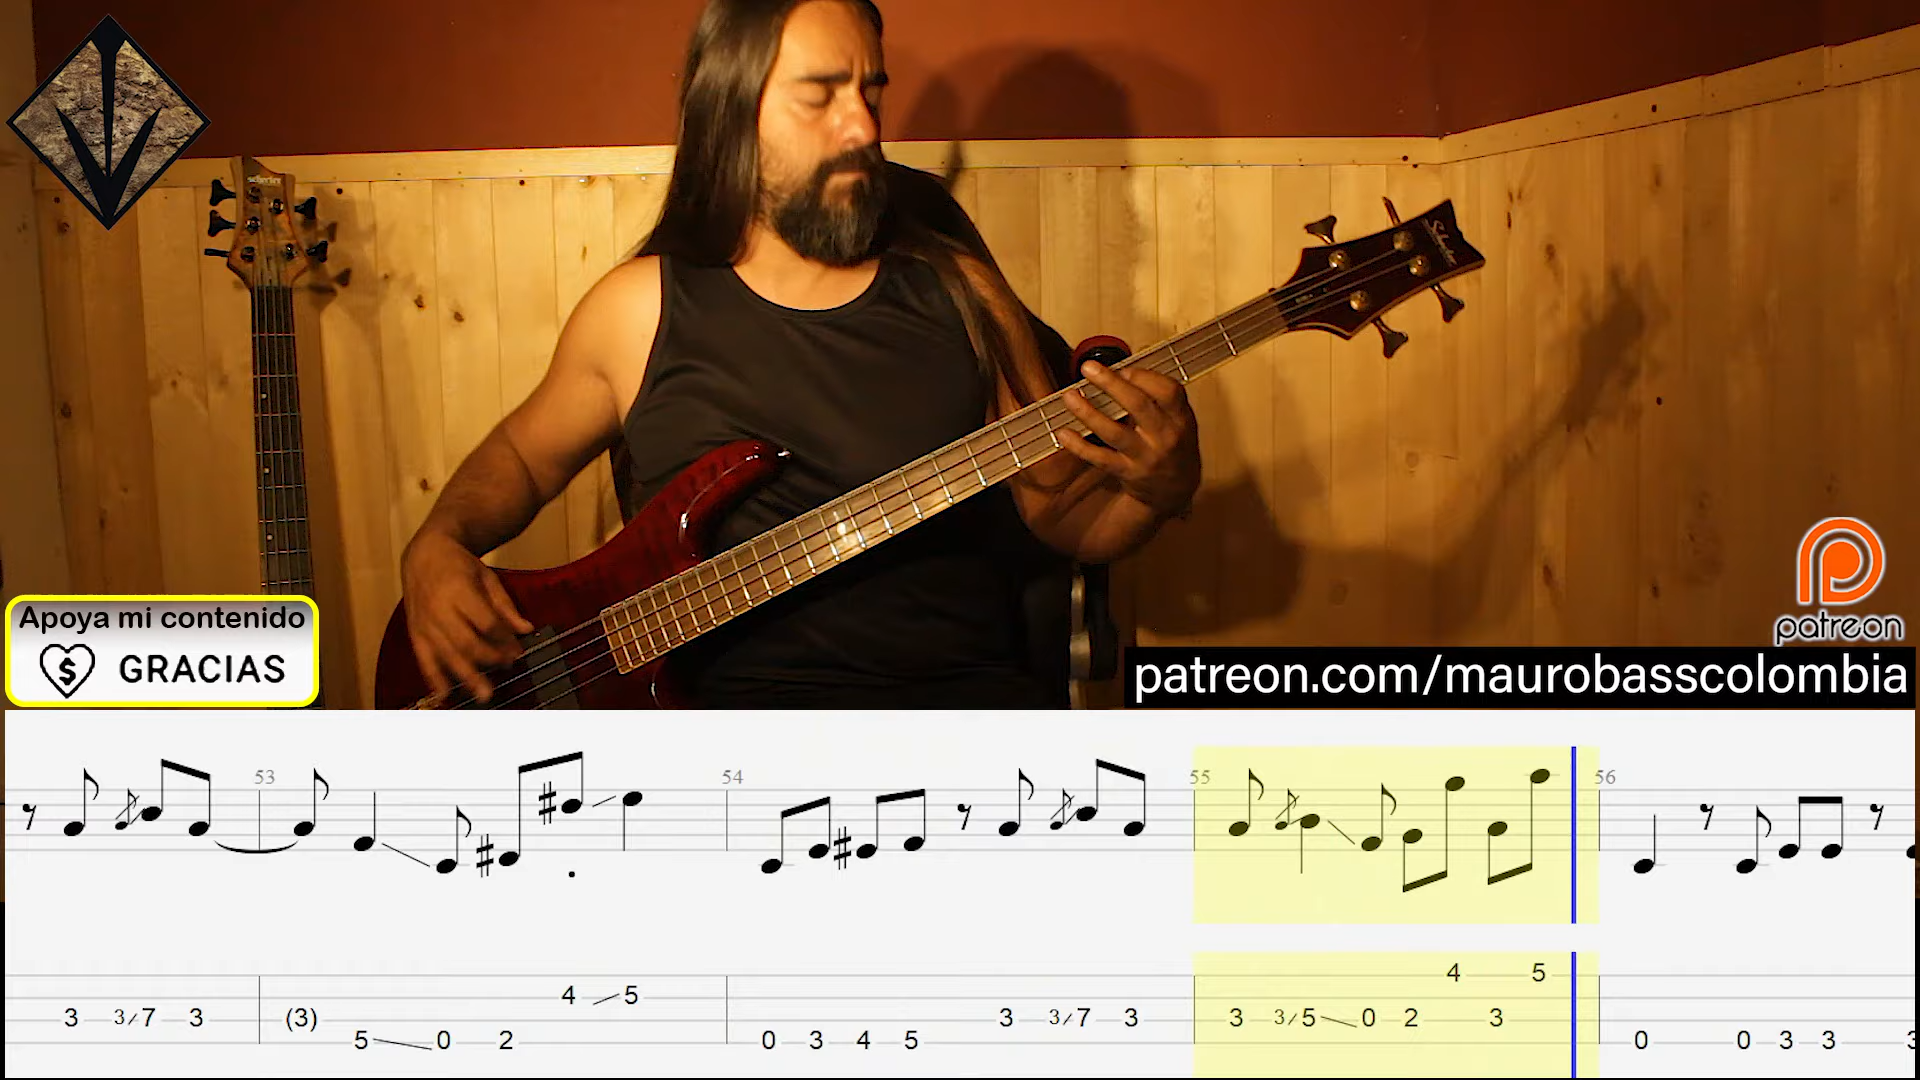 schecter
Schecter
Apoya mi contenido
$ GRACIAS
patreon
patreon.com/maurobasscolombia
53 54 55 56
4 5
4 5
3 3/7 3 (3) 3 3/7 3 3 3/5 0 2 3
5 0 2 0 3 4 5 0 0 3 3